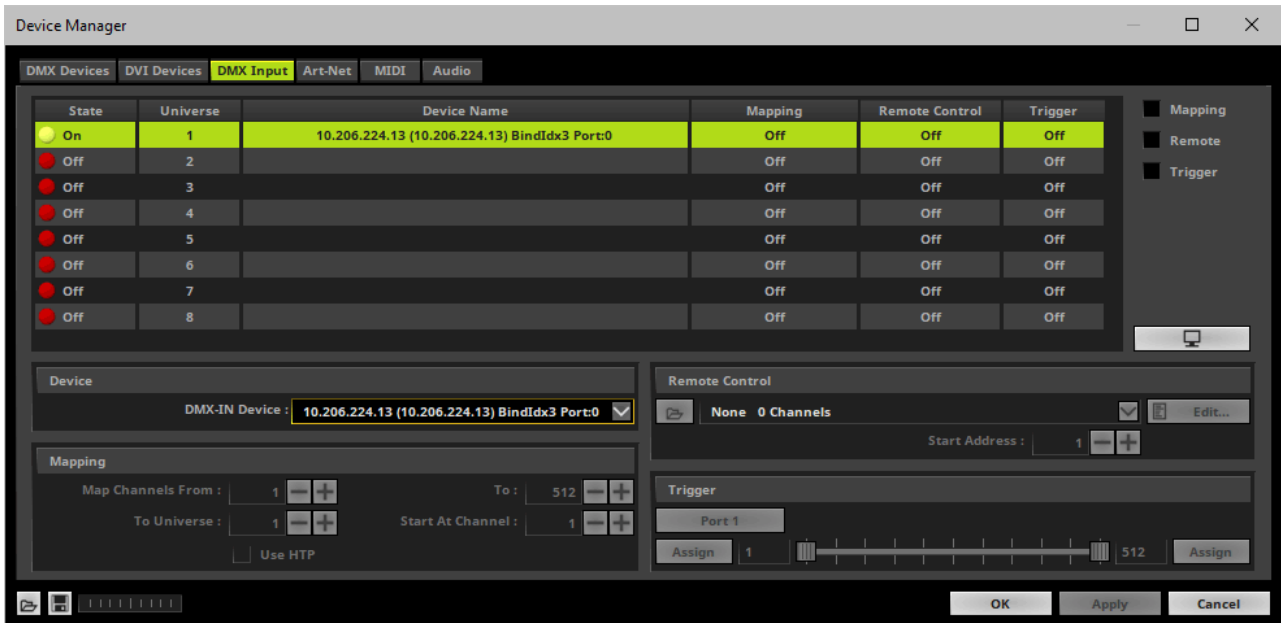 Device Manager
DMX Devices DVI Devices DMX Input Art-Net MIDI Audio
State Universe Device Name Mapping Remote Control Trigger
On 1 10.206.224.13 (10.206.224.13) BindIdx3 Port:0 Off Off Off
Off 2 Off Off Off
Off 3 Off Off Off
Off 4 Off Off Off
Off 5 Off Off Off
Off 6 Off Off Off
Off 7 Off Off Off
Off 8 Off Off Off
Mapping
Remote
Trigger
Device
DMX-IN Device : 10.206.224.13 (10.206.224.13) BindIdx3 Port:0
Mapping
Map Channels From : 1 To : 512
To Universe : 1 Start At Channel : 1
Use HTP
Remote Control
None 0 Channels Edit...
Start Address : 1
Trigger
Port 1
Assign 1 512 Assign
OK Apply Cancel